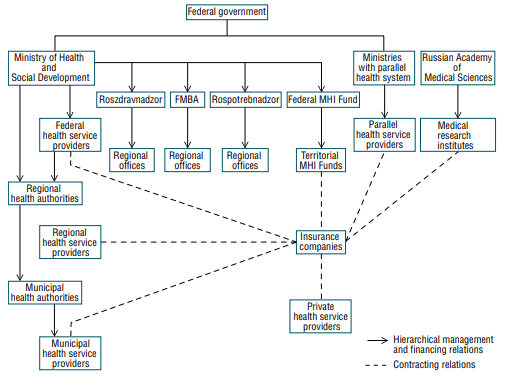 Federal government
Ministry of Health
and
Social Development
Ministries
with parallel
health system
Russian Academy
of
Medical Sciences
Roszdravnadzor
FMBA
Rospotrebnadzor
Federal MHI Fund
Federal
health service
providers
Parallel
health service
providers
Medical
research
institutes
Regional
offices
Regional
offices
Regional
offices
Territorial
MHI Funds
Regional
health authorities
Regional
health service
providers
Insurance
companies
Municipal
health authorities
Private
health service
providers
Municipal
health service
providers
Hierarchical management
and financing relations
Contracting relations